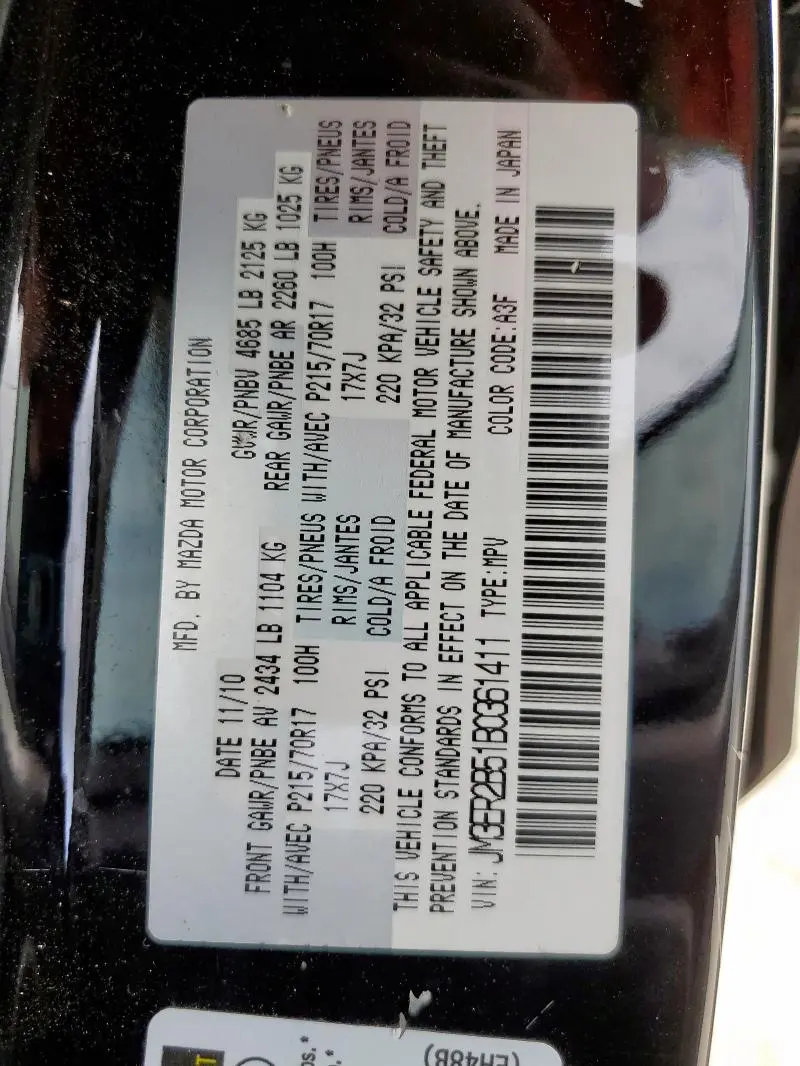 MFD. BY MAZDA MOTOR CORPORATION
DATE 11/10 GVWR/PNBV 4685 LB 2125 KG
FRONT GAWR/PNBE AV 2434 LB 1104 KG REAR GAWR/PNBE AR 2260 LB 1025 KG
WITH/AVEC P215/70R17 100H TIRES/PNEUS WITH/AVEC P215/70R17 100H TIRES/PNEUS
17X7J RIMS/JANTES 17X7J RIMS/JANTES
220 KPA/32 PSI COLD/A FROID 220 KPA/32 PSI COLD/A FROID
THIS VEHICLE CONFORMS TO ALL APPLICABLE FEDERAL MOTOR VEHICLE SAFETY AND THEFT
PREVENTION STANDARDS IN EFFECT ON THE DATE OF MANUFACTURE SHOWN ABOVE.
VIN: JM3ER2B51B0361411 TYPE:MPV COLOR CODE:A3F MADE IN JAPAN
(EH48B)